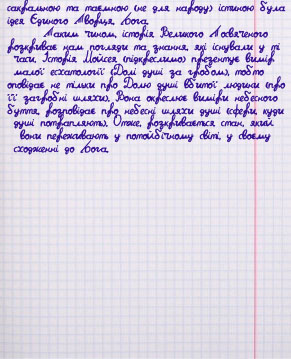 сакральною та таємною (не для народу) істиною була
ідея Єдиного Творця, Бога.
Таким чином, історія Великого Посвяченого
розкриває нам погляди та знання, які існували у ті
часи. Історія Мойсея (підкреслимо) презентує вимір
малої есхатології (Долі душі за гробом), тобто
оповідає не тільки про Долю душі вбитої людини (про
її загробні шляхи). Вона окреслює виміри небесного
буття, розповідає про небесні шляхи душі (сфери, куди
душі потрапляють). Отже, розкривається стан, який
вони переживають у потойбічному світі, у своєму
сходженні до Бога.